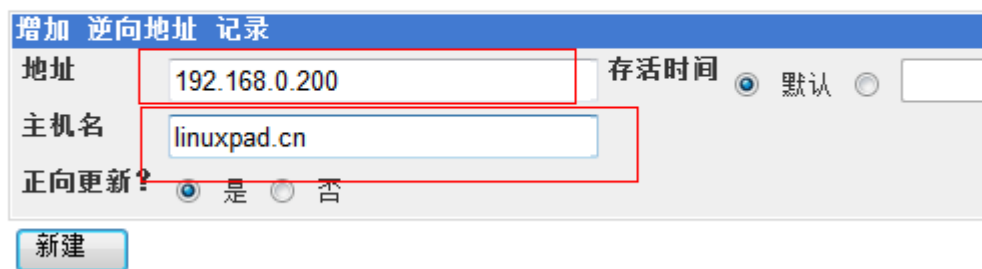 增加 逆向地址 记录
地址 192.168.0.200 存活时间 默认
主机名 linuxpad.cn
正向更新? 是 否
新建